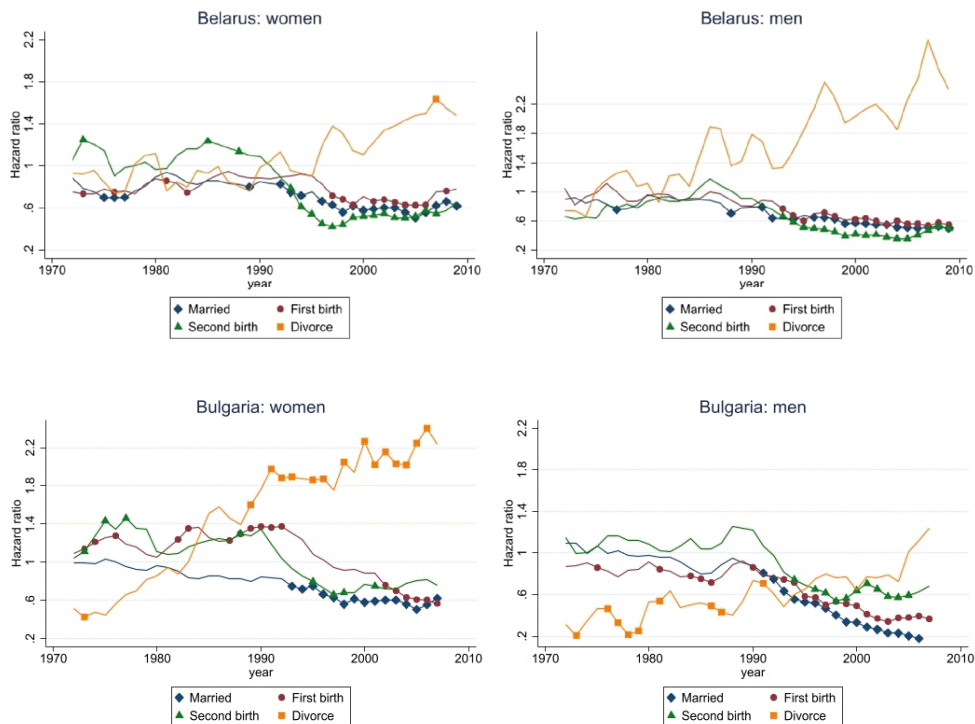 Belarus: women
Hazard ratio
2.2
1.8
1.4
1
.6
.2
1970 1980 1990 2000 2010
year
Married First birth
Second birth Divorce
Belarus: men
Hazard ratio
2.2
1.8
1.4
1
.6
.2
1970 1980 1990 2000 2010
year
Married First birth
Second birth Divorce
Bulgaria: women
Hazard ratio
2.2
1.8
1.4
1
.6
.2
1970 1980 1990 2000 2010
year
Married First birth
Second birth Divorce
Bulgaria: men
Hazard ratio
2.2
1.8
1.4
1
.6
.2
1970 1980 1990 2000 2010
year
Married First birth
Second birth Divorce